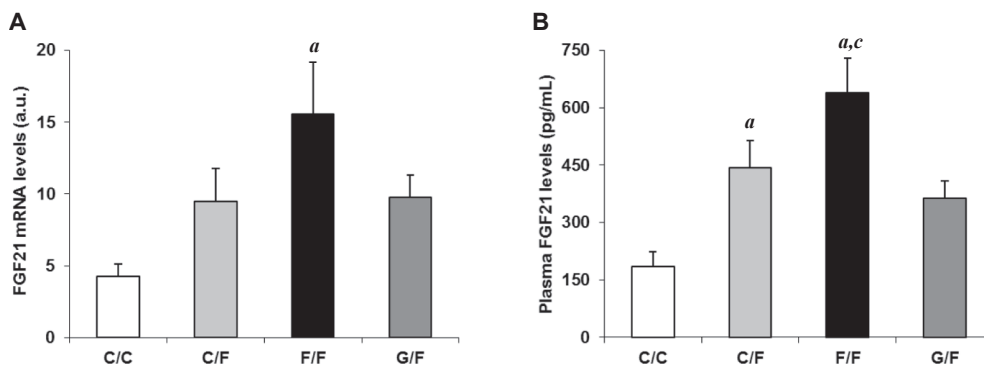 A
FGF21 mRNA levels (a.u.)
20
15
10
5
0
a
C/C
C/F
F/F
G/F
B
Plasma FGF21 levels (pg/mL)
750
600
450
300
150
0
a
a,c
C/C
C/F
F/F
G/F